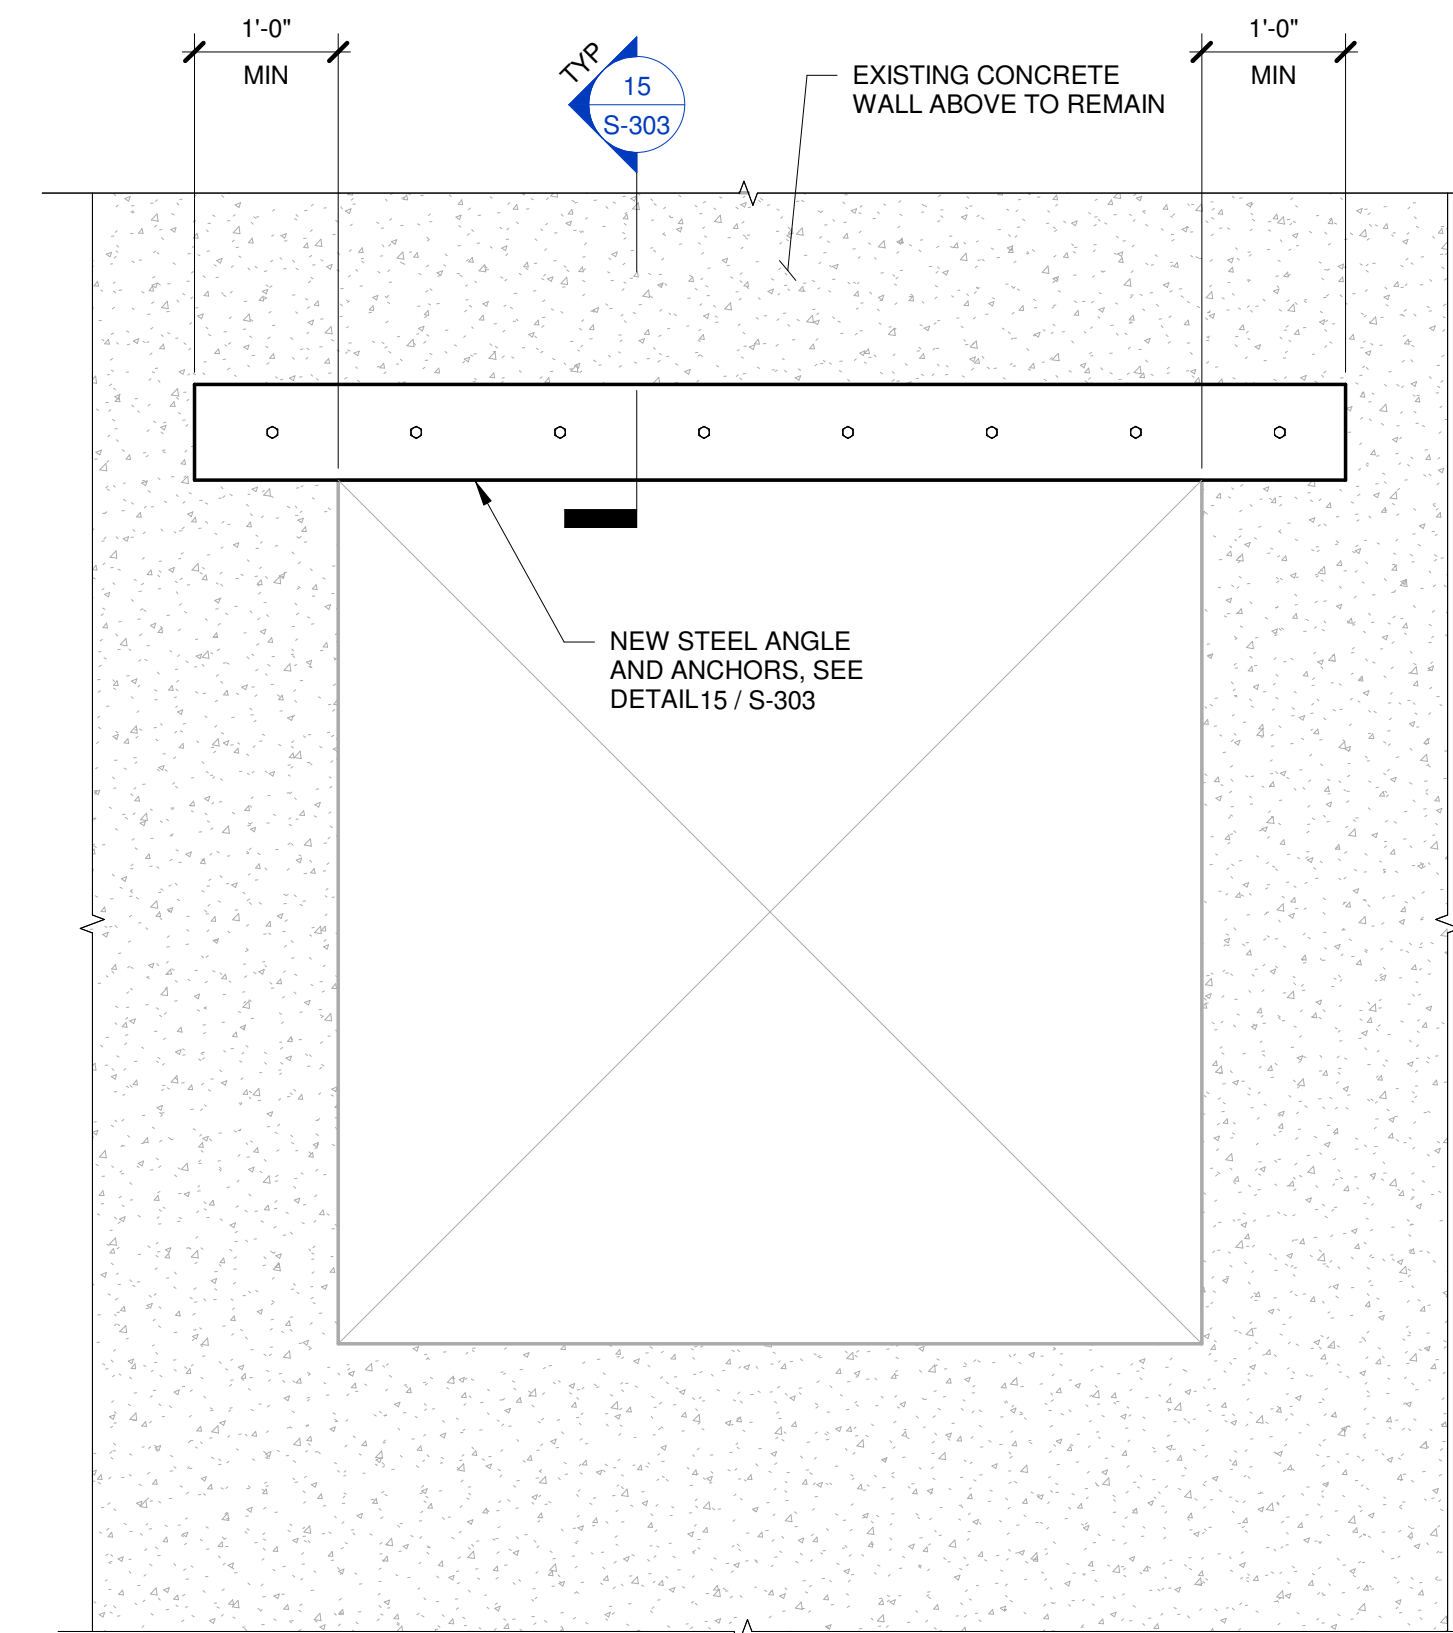 1'-0"
MIN
TYP
15
S-303
EXISTING CONCRETE
WALL ABOVE TO REMAIN
1'-0"
MIN
NEW STEEL ANGLE
AND ANCHORS, SEE
DETAIL15 / S-303